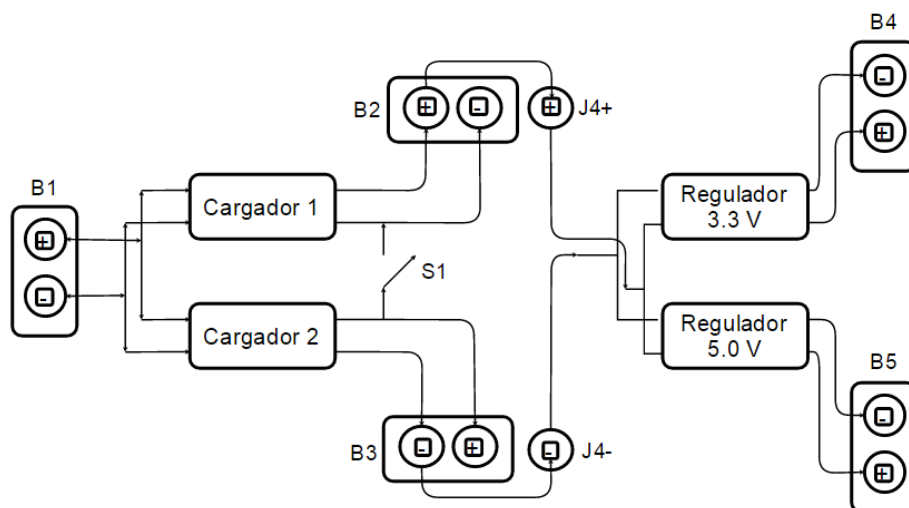 B4
-
+
B2
+
-
+
J4+
B1
+
-
Cargador 1
Regulador
3.3 V
S1
Cargador 2
Regulador
5.0 V
B5
-
+
B3
-
+
-
J4-